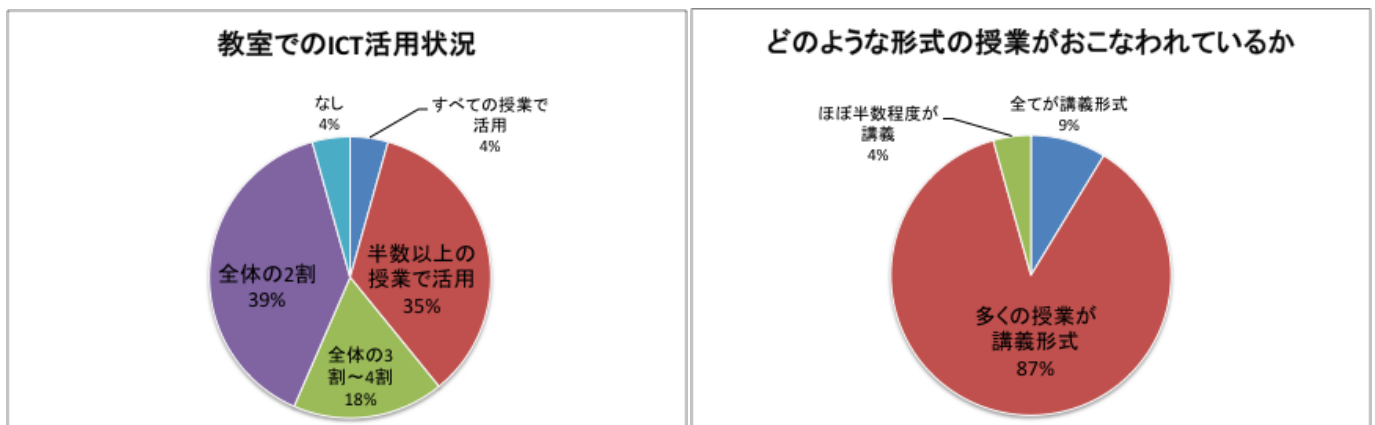 教室でのICT活用状況
なし
4%
すべての授業で
活用
4%
半数以上の
授業で活用
35%
全体の3
割～4割
18%
全体の2割
39%
どのような形式の授業がおこなわれているか
ほぼ半数程度が
講義
4%
全てが講義形式
9%
多くの授業が
講義形式
87%